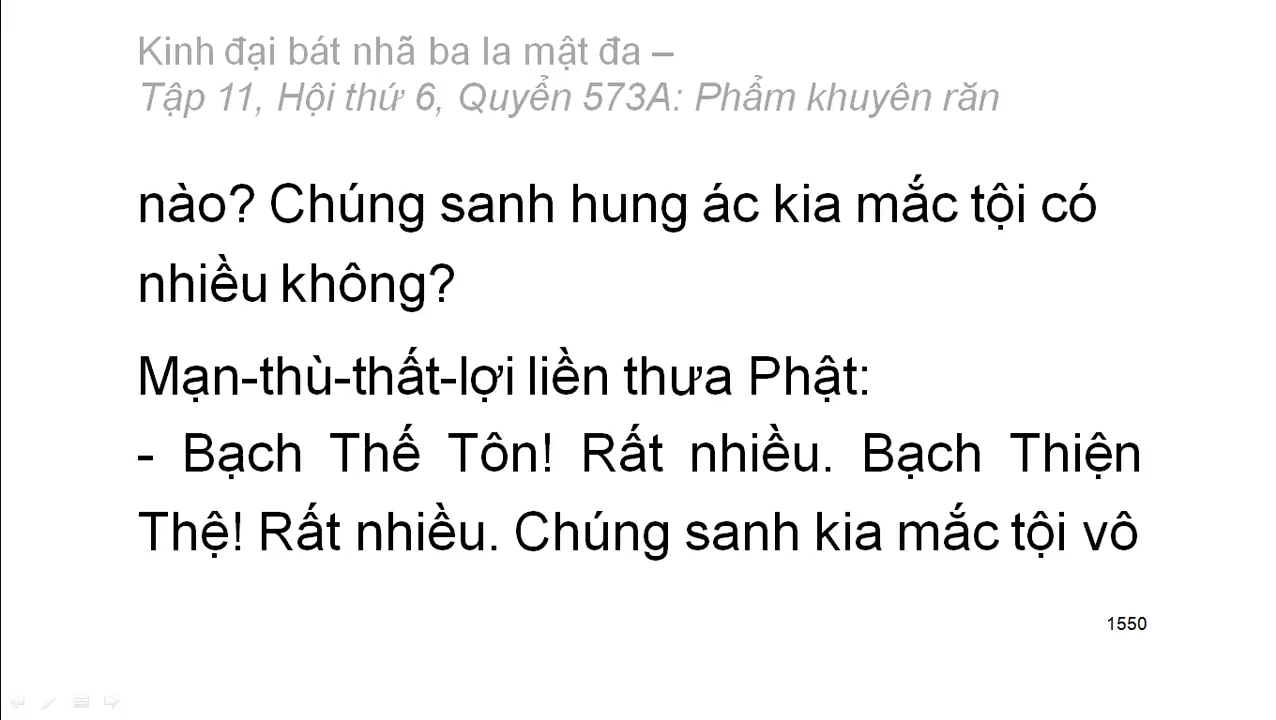 Kinh đại bát nhã ba la mật đa –
Tập 11, Hội thứ 6, Quyển 573A: Phẩm khuyên răn
nào? Chúng sanh hung ác kia mắc tội có
nhiều không?
Mạn-thù-thất-lợi liền thưa Phật:
- Bạch Thế Tôn! Rất nhiều. Bạch Thiện
Thệ! Rất nhiều. Chúng sanh kia mắc tội vô
1550